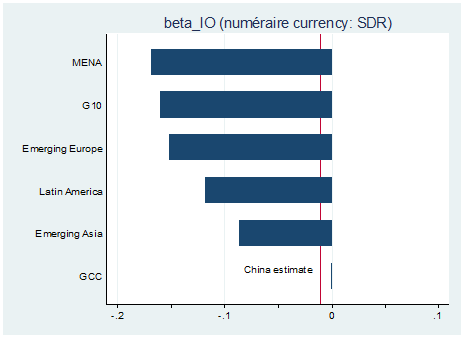 beta_IO (numéraire currency: SDR)
MENA
G10
Emerging Europe
Latin America
Emerging Asia
GCC
China estimate
-.2
-.1
0
.1